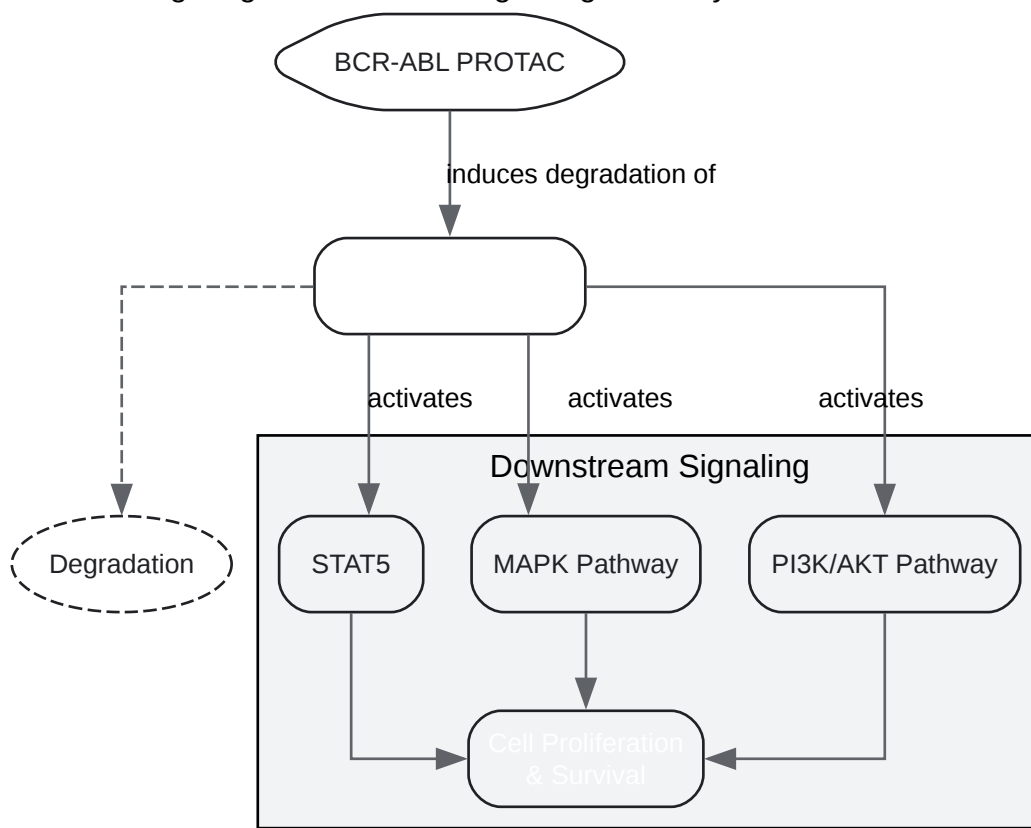 BCR-ABL PROTAC
induces degradation of
activates
activates
activates
Downstream Signaling
Degradation
STAT5
MAPK Pathway
PI3K/AKT Pathway
Cell Proliferation
& Survival